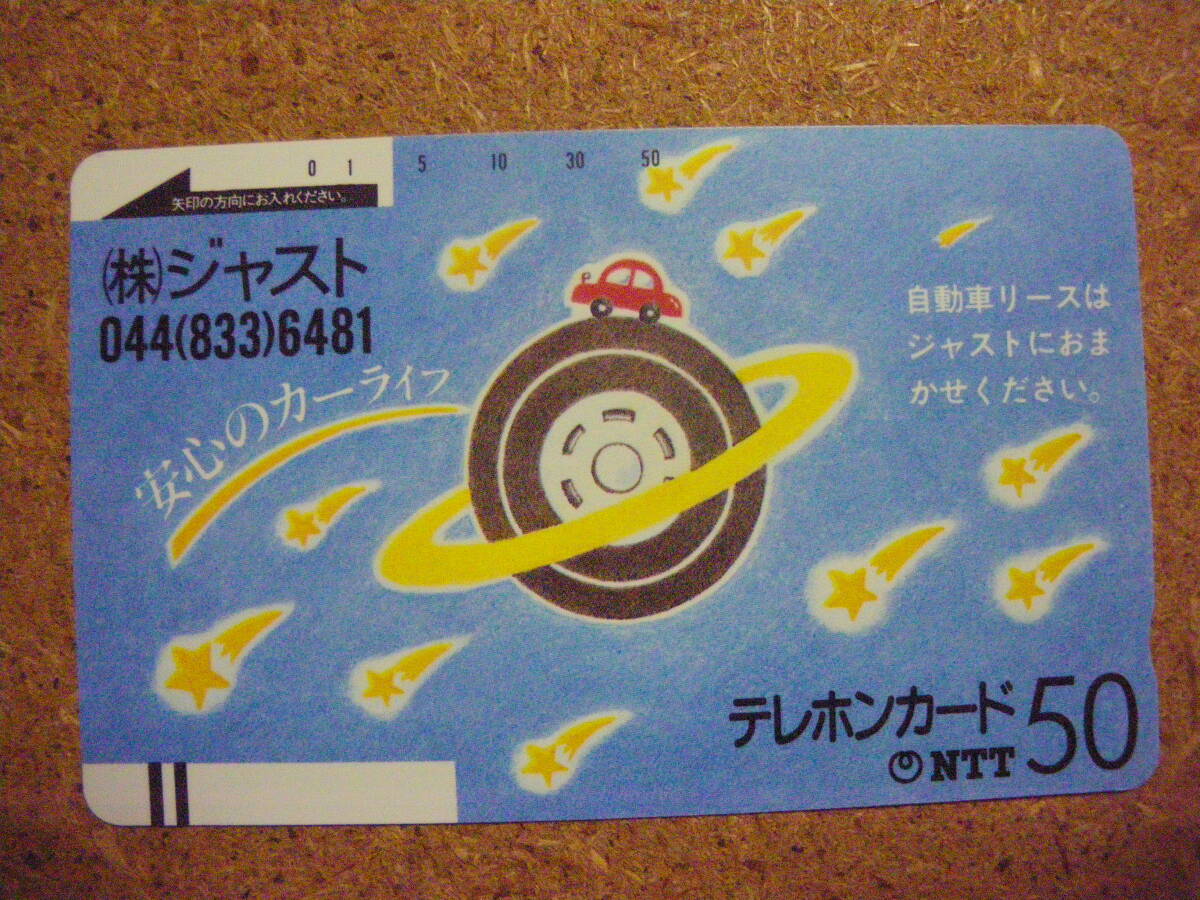 0 1 5 10 30 50
矢印の方向にお入れください。
㈱ジャスト
044(833)6481
安心のカーライフ
自動車リースは
ジャストにおま
かせください。
テレホンカード50
NTT